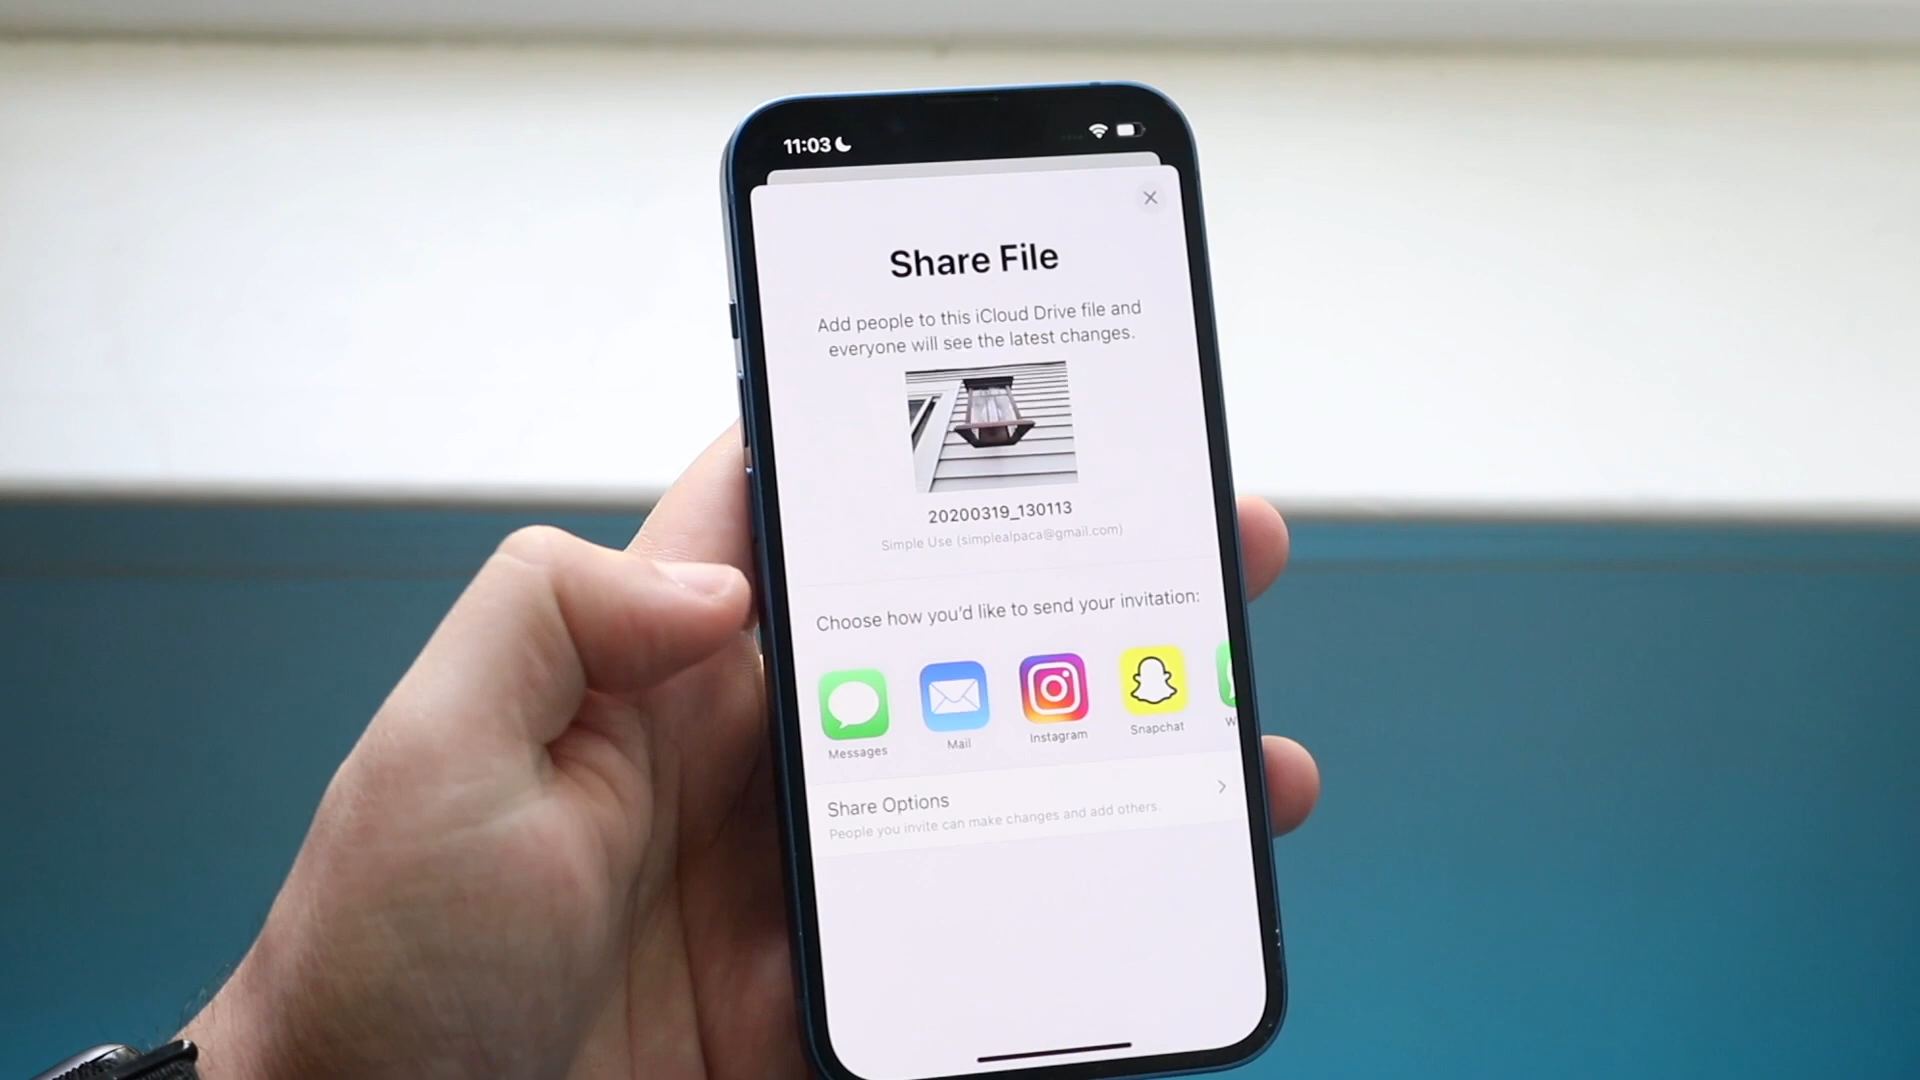 11:03
Share File
Add people to this iCloud Drive file and
everyone will see the latest changes.
20200319_130113
Simple Use (simplealpaca@gmail.com)
Choose how you'd like to send your invitation:
Messages
Mail
Instagram
Snapchat
W
Share Options
People you invite can make changes and add others.